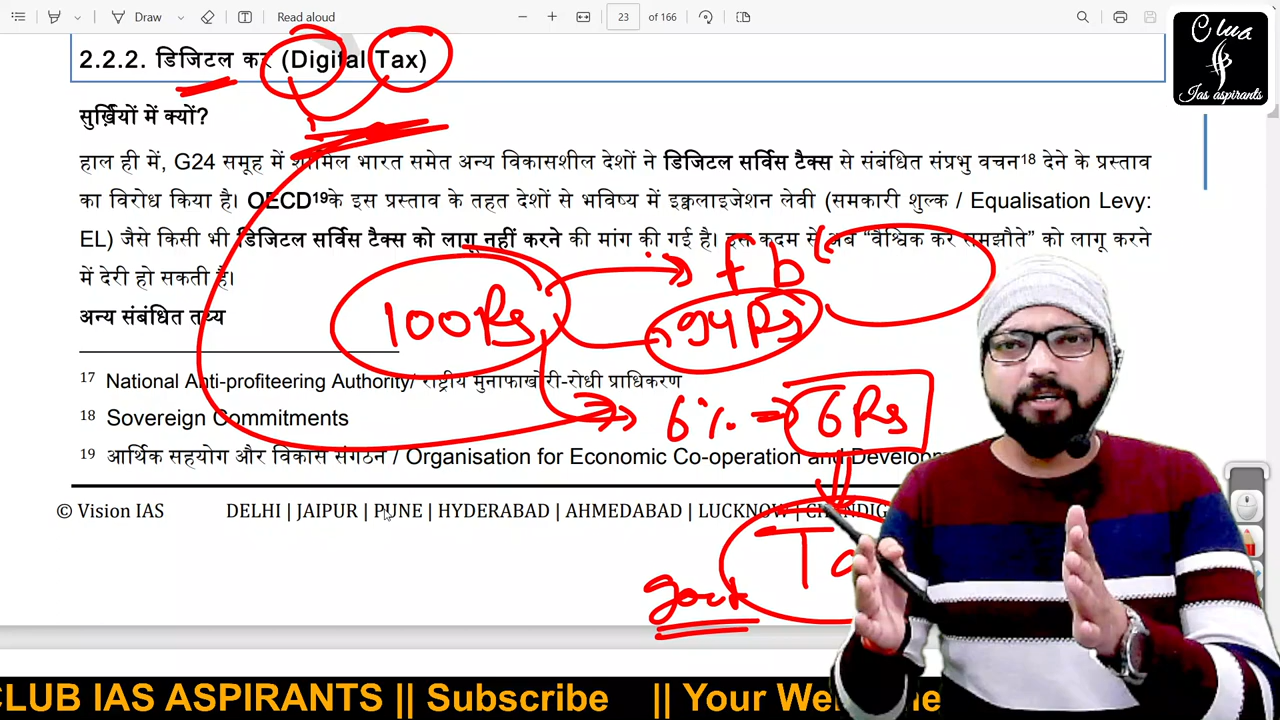 Draw
Read aloud
23 of 166
Club
Ias aspirants
2.2.2. डिजिटल कर (Digital Tax)
सुर्ख़ियों में क्यों?
हाल ही में, G24 समूह में शामिल भारत समेत अन्य विकासशील देशों ने डिजिटल सर्विस टैक्स से संबंधित संप्रभु वचन18 देने के प्रस्ताव
का विरोध किया है। OECD19के इस प्रस्ताव के तहत देशों से भविष्य में इक्वलाइजेशन लेवी (समकारी शुल्क / Equalisation Levy:
EL) जैसे किसी भी डिजिटल सर्विस टैक्स को लागू नहीं करने की मांग की गई है। इस कदम से अब “वैश्विक कर समझौते” को लागू करने
में देरी हो सकती है।
fb
100Rs
94Rs
अन्य संबंधित तथ्य
17 National Anti-profiteering Authority/ राष्ट्रीय मुनाफाखोरी-रोधी प्राधिकरण
6% ⇒ 6Rs
18 Sovereign Commitments
19 आर्थिक सहयोग और विकास संगठन / Organisation for Economic Co-operation and
© Vision IAS
DELHI | JAIPUR | PUNE | HYDERABAD | AHMEDABAD | LUCKNOW |
CLUB IAS ASPIRANTS || Subscribe || Your